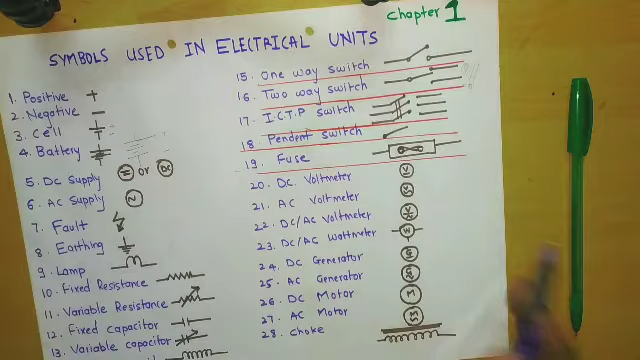 Chapter 1
SYMBOLS USED IN ELECTRICAL UNITS
1. Positive
2. Negative
3. Cell
4. Battery
5. DC Supply or DC
6. AC Supply
7. Fault
8. Earthing
9. Lamp
10. Fixed Resistance
11. Variable Resistance
12. Fixed capacitor
13. Variable capacitor
15. One way switch
16. Two way switch
17. I.C.T.P switch
18 Pendent switch
19. Fuse
20. DC Voltmeter V
21. AC Voltmeter V
22. DC/AC Voltmeter V
23. DC/AC Wattmeter W
24. DC Generator G
25. AC Generator G
26. DC Motor M
27. AC Motor M
28. Choke